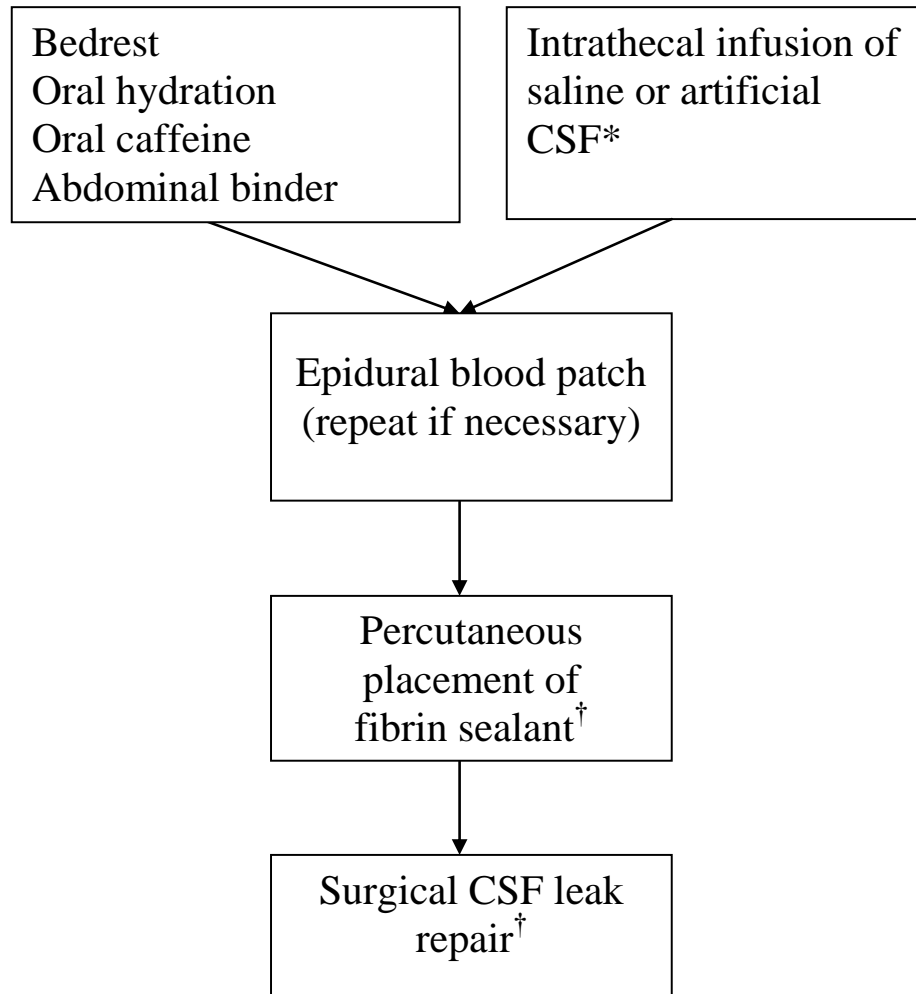 Bedrest
Oral hydration
Oral caffeine
Abdominal binder
Intrathecal infusion of
saline or artificial
CSF*
Epidural blood patch
(repeat if necessary)
Percutaneous
placement of
fibrin sealant†
Surgical CSF leak
repair†